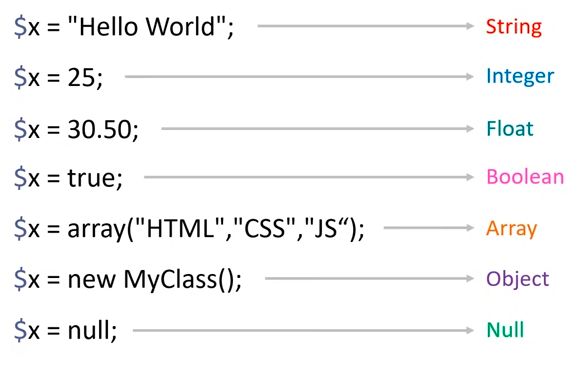 $x = "Hello World"; String
$x = 25; Integer
$x = 30.50; Float
$x = true; Boolean
$x = array("HTML","CSS","JS“); Array
$x = new MyClass(); Object
$x = null; Null